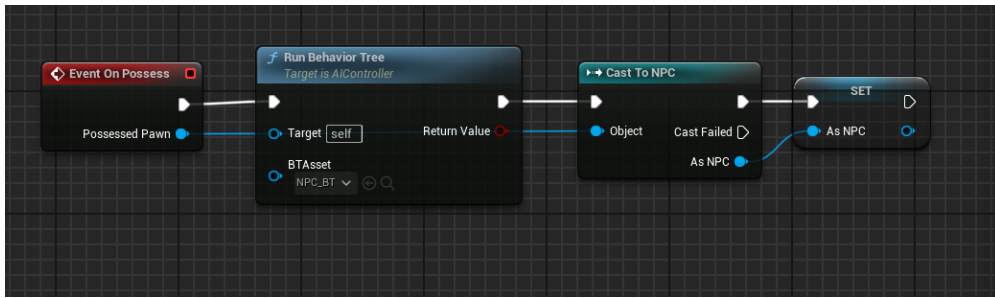 Event On Possess
Possessed Pawn
f Run Behavior Tree
Target is AIController
Target self
Return Value
BTAsset
NPC_BT
Cast To NPC
Object
Cast Failed
As NPC
SET
As NPC